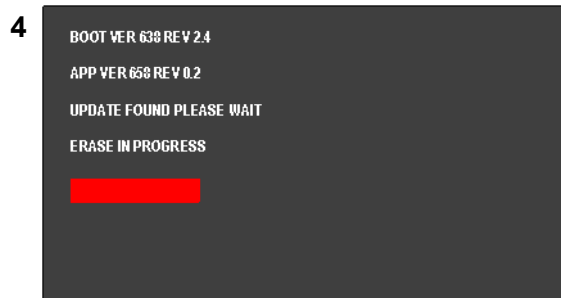 4
BOOT VER 638 REV 2.4
APP VER 658 REV 0.2
UPDATE FOUND PLEASE WAIT
ERASE IN PROGRESS